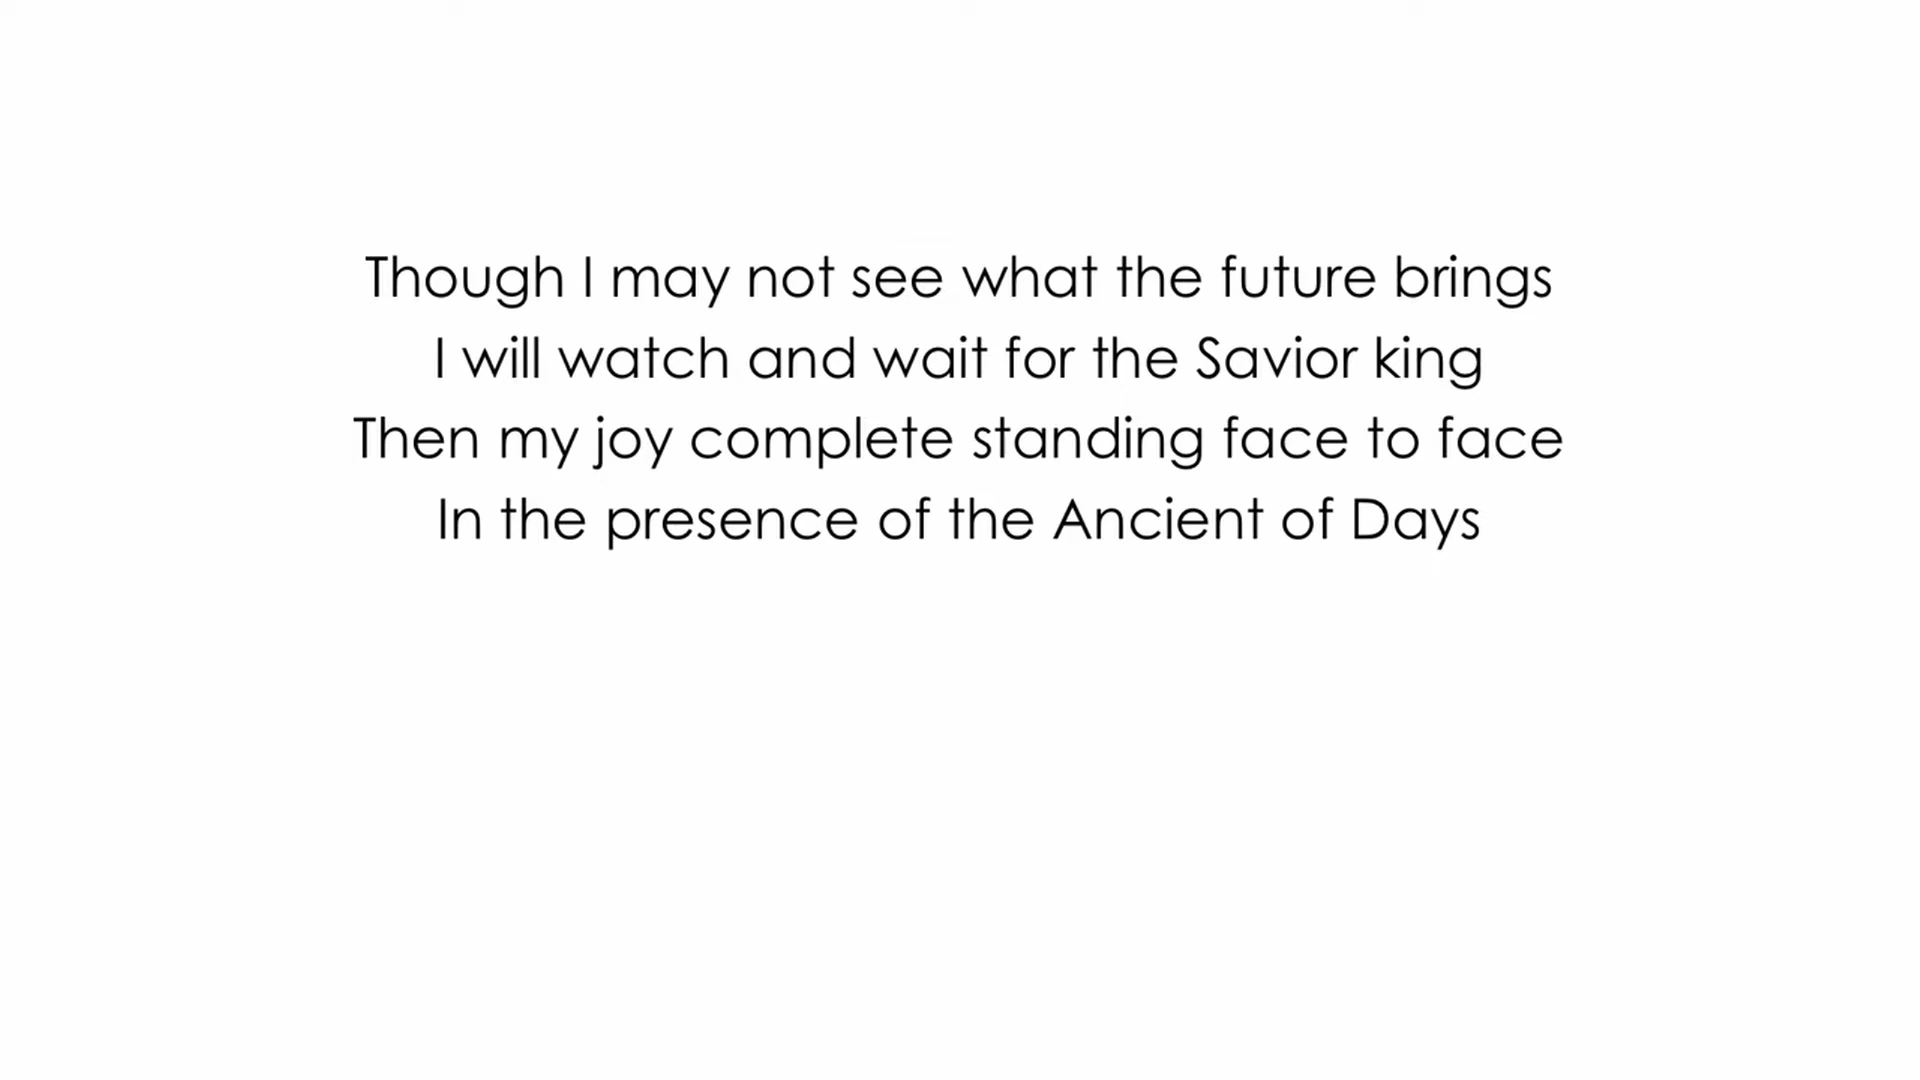 Though I may not see what the future brings
I will watch and wait for the Savior king
Then my joy complete standing face to face
In the presence of the Ancient of Days